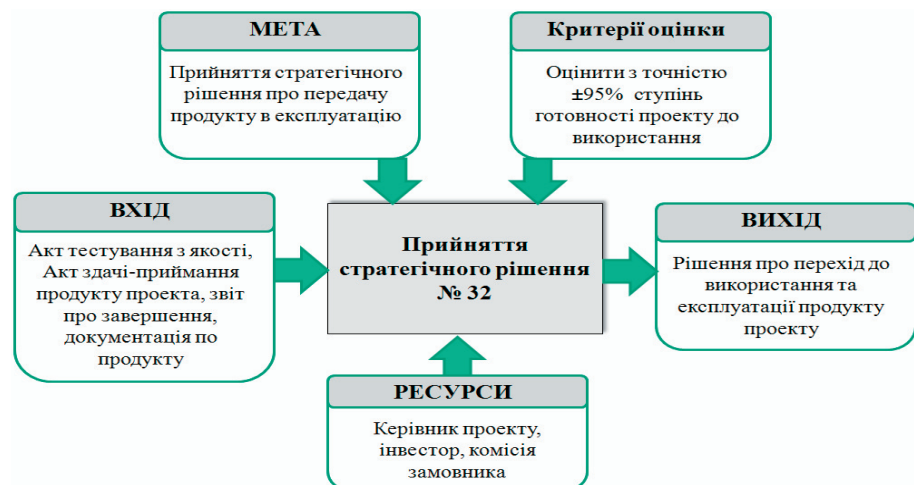 МЕТА
Прийняття стратегічного
рішення про передачу
продукту в експлуатацію
Критерії оцінки
Оцінити з точністю
±95% ступінь
готовності проекту до
використання
ВХІД
Акт тестування з якості,
Акт здачі-приймання
продукту проекта, звіт
про завершення,
документація по
продукту
Прийняття
стратегічного рішення
№ 32
ВИХІД
Рішення про перехід до
використання та
експлуатації продукту
проекту
РЕСУРСИ
Керівник проекту,
інвестор, комісія
замовника